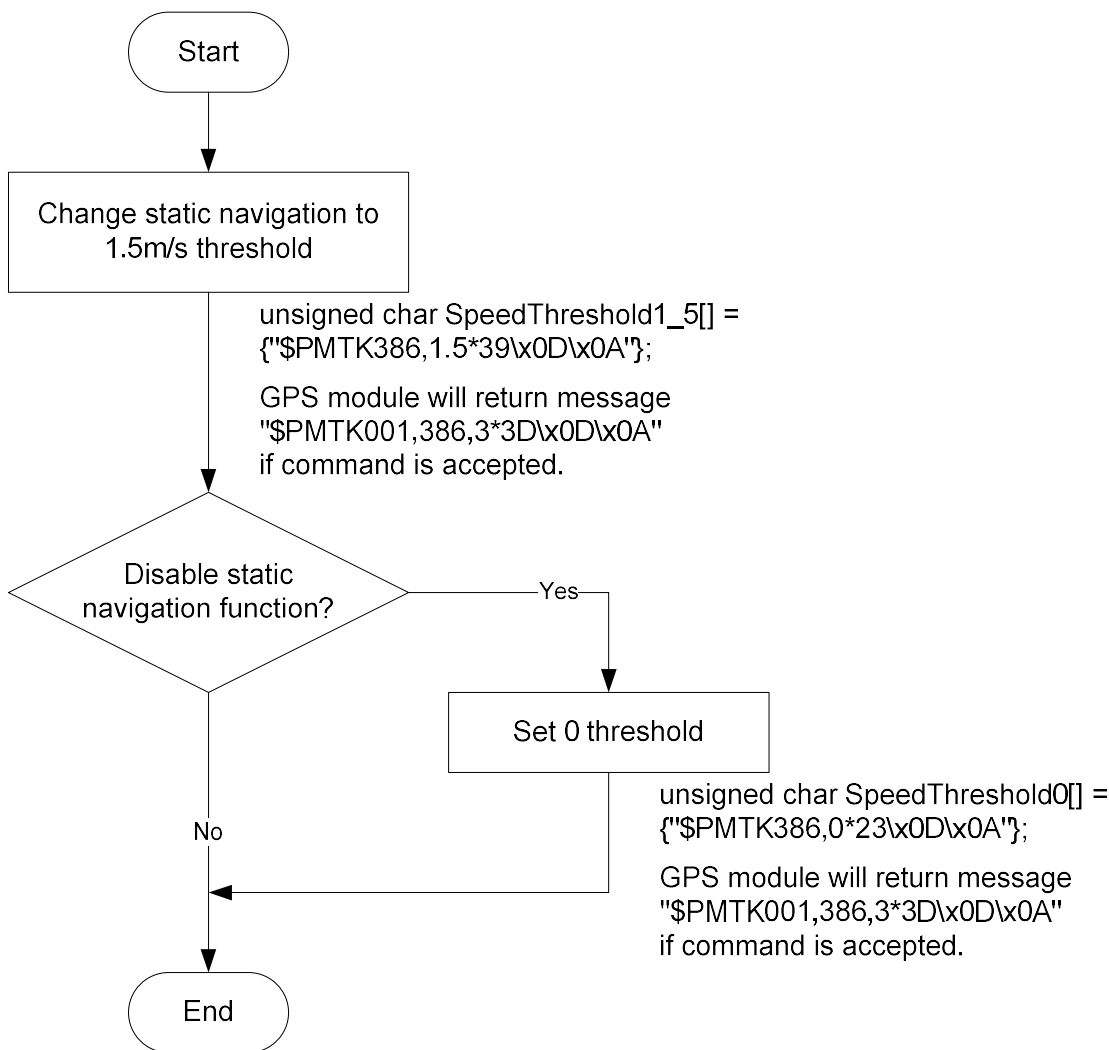 Start
Change static navigation to
1.5m/s threshold
unsigned char SpeedThreshold1_5[] =
{"$PMTK386,1.5*39\x0D\x0A"};
GPS module will return message
"$PMTK001,386,3*3D\x0D\x0A"
if command is accepted.
Disable static
navigation function?
Yes
Set 0 threshold
unsigned char SpeedThreshold0[] =
{"$PMTK386,0*23\x0D\x0A"};
No
GPS module will return message
"$PMTK001,386,3*3D\x0D\x0A"
if command is accepted.
End